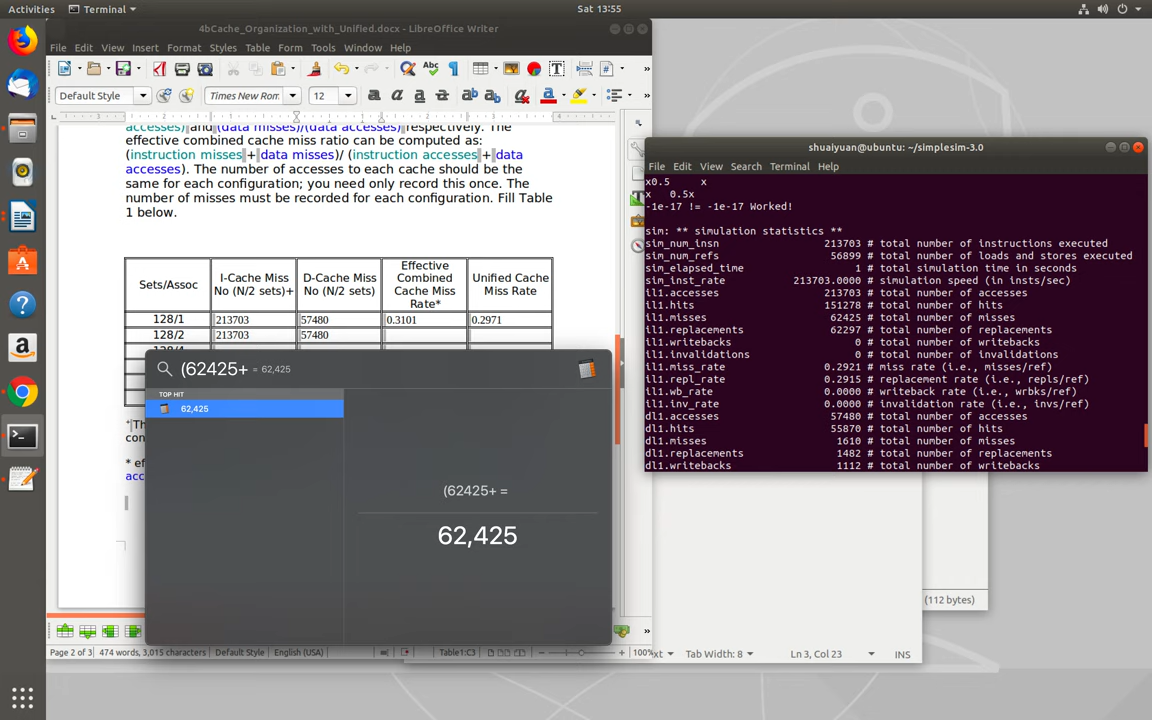 Activities
Terminal
Sat 13:55
4bCache_Organization_with_Unified.docx - LibreOffice Writer
File Edit View Insert Format Styles Table Form Tools Window Help
Default Style
Times New Rom
12
accesses) and (data misses)/(data accesses) respectively. The
effective combined cache miss ratio can be computed as:
(instruction misses + data misses)/ (instruction accesses + data
accesses). The number of accesses to each cache should be the
same for each configuration; you need only record this once. The
number of misses must be recorded for each configuration. Fill Table
1 below.
Sets/Assoc
I-Cache Miss
No (N/2 sets)+
D-Cache Miss
No (N/2 sets)
Effective
Combined
Cache Miss
Rate*
Unified Cache
Miss Rate
128/1 213703 57480 0.3101 0.2971
128/2 213703 57480
128/4
(62425+ = 62,425
TOP HIT
62,425
(62425+ =
62,425
*Th
con
* ef
acc
Page 2 of 3 474 words, 3,015 characters Default Style English (USA) Table1:C3 100%
shuaiyuan@ubuntu: ~/simplesim-3.0
File Edit View Search Terminal Help
x0.5 x
x 0.5x
-1e-17 != -1e-17 Worked!
sim: ** simulation statistics **
sim_num_insn 213703 # total number of instructions executed
sim_num_refs 56899 # total number of loads and stores executed
sim_elapsed_time 1 # total simulation time in seconds
sim_inst_rate 213703.0000 # simulation speed (in insts/sec)
il1.accesses 213703 # total number of accesses
il1.hits 151278 # total number of hits
il1.misses 62425 # total number of misses
il1.replacements 62297 # total number of replacements
il1.writebacks 0 # total number of writebacks
il1.invalidations 0 # total number of invalidations
il1.miss_rate 0.2921 # miss rate (i.e., misses/ref)
il1.repl_rate 0.2915 # replacement rate (i.e., repls/ref)
il1.wb_rate 0.0000 # writeback rate (i.e., wrbks/ref)
il1.inv_rate 0.0000 # invalidation rate (i.e., invs/ref)
dl1.accesses 57480 # total number of accesses
dl1.hits 55870 # total number of hits
dl1.misses 1610 # total number of misses
dl1.replacements 1482 # total number of replacements
dl1.writebacks 1112 # total number of writebacks
(112 bytes)
xt Tab Width: 8 Ln 3, Col 23 INS